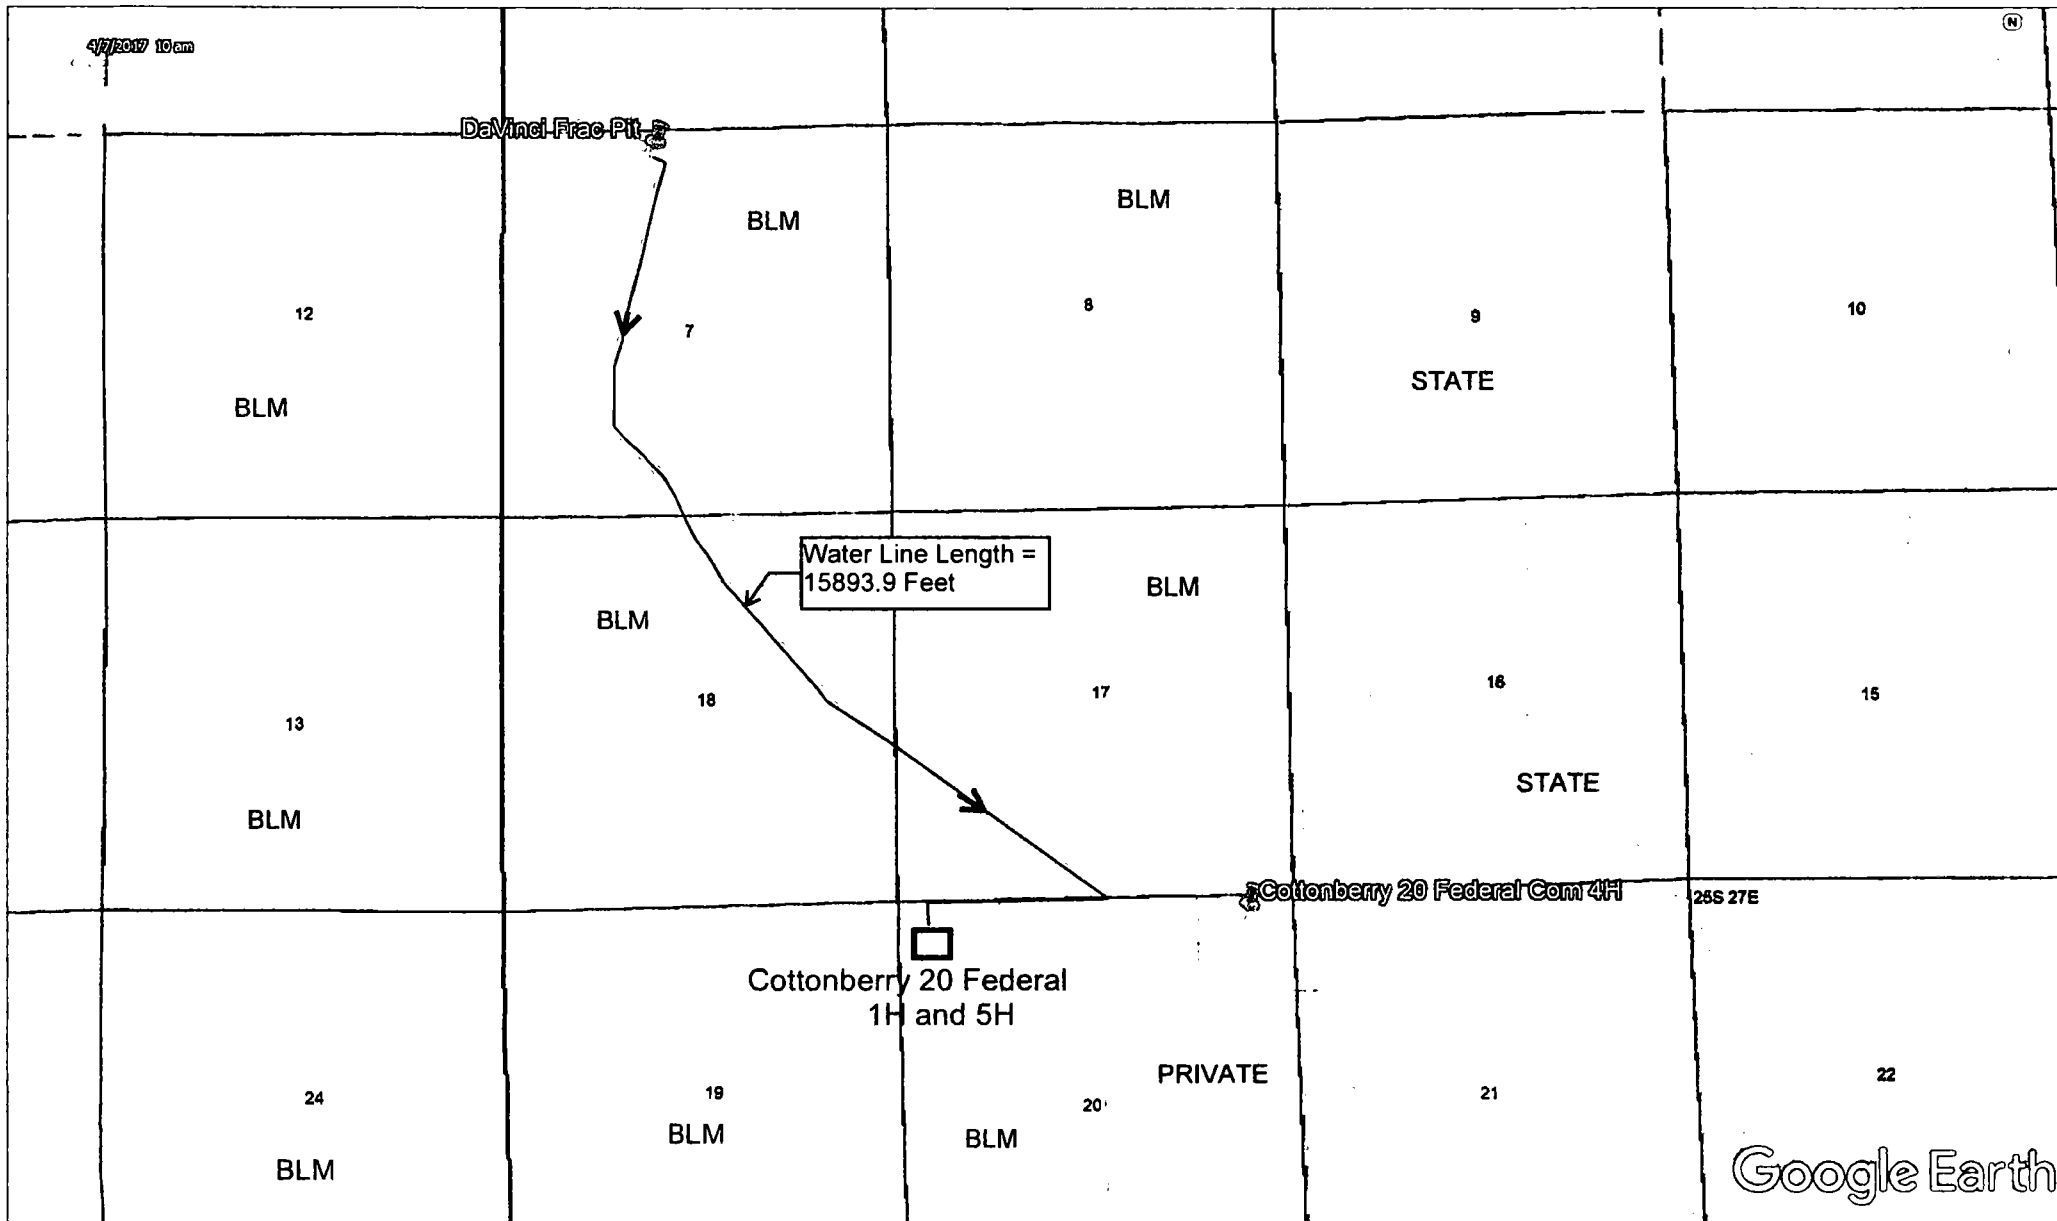 4/7/2017 10 am
N
DaVinci Frac Pit
BLM
BLM
12
7
8
9
10
BLM
STATE
Water Line Length =
15893.9 Feet
BLM
BLM
13
18
17
16
15
BLM
STATE
Cottonberry 20 Federal Com 4H
25S 27E
Cottonberry 20 Federal
1H and 5H
PRIVATE
24
19
20
21
22
BLM
BLM
BLM
Google Earth